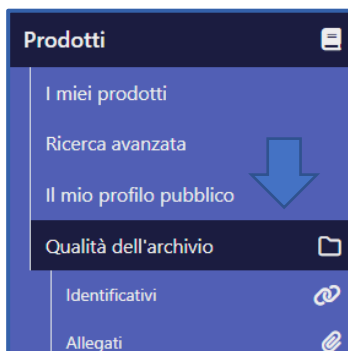 Prodotti
I miei prodotti
Ricerca avanzata
Il mio profilo pubblico
Qualità dell'archivio
Identificativi
Allegati